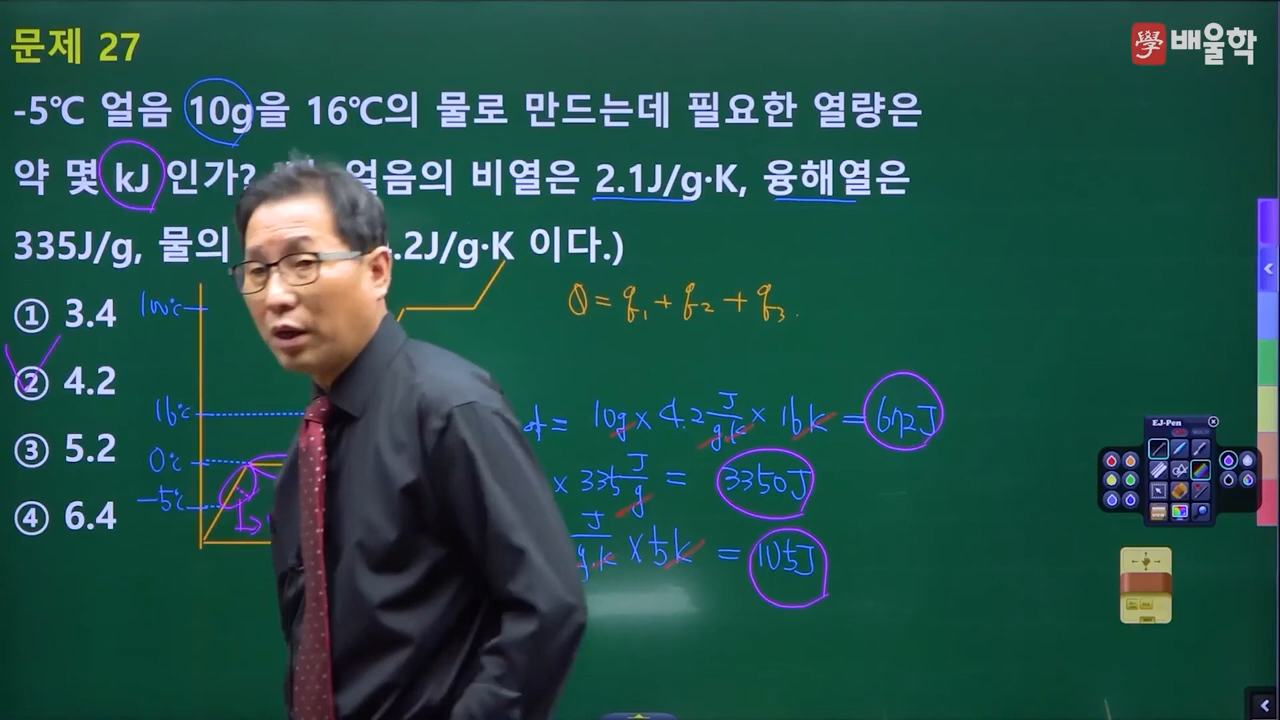 문제 27
學 배울학
-5℃ 얼음 10g을 16℃의 물로 만드는데 필요한 열량은
약 몇 kJ 인가? 얼음의 비열은 2.1J/g·K, 융해열은
335J/g, 물의 .2J/g·K 이다.)
① 3.4
② 4.2
③ 5.2
④ 6.4
100℃
16℃
0℃
-5℃
Q = q₁ + q₂ + q₃.
= 10g × 4.2 J/g·k × 16k = 672J
× 335 J/g = 3350J
J/g·k × 5k = 105J
EJ-Pen